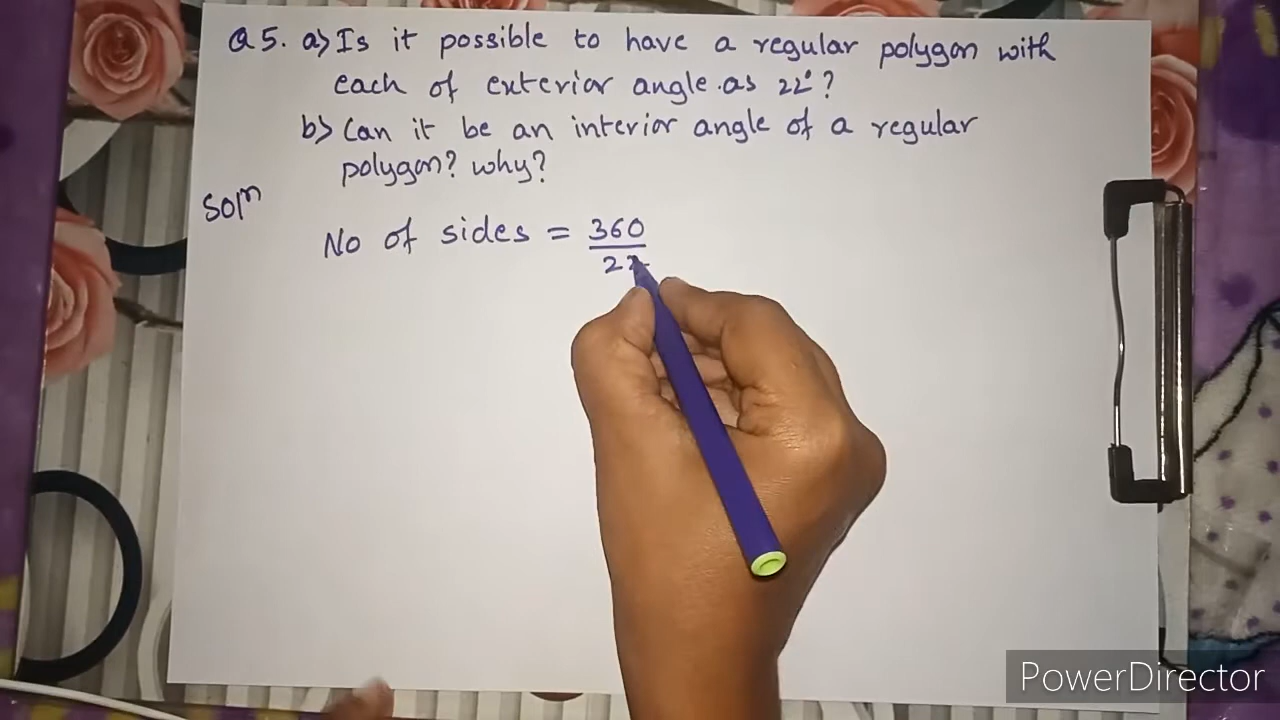 Q5. a) Is it possible to have a regular polygon with
each of exterior angle.as 22°?
b) Can it be an interior angle of a regular
polygon? why?
Soln
No of sides = 360
22
PowerDirector